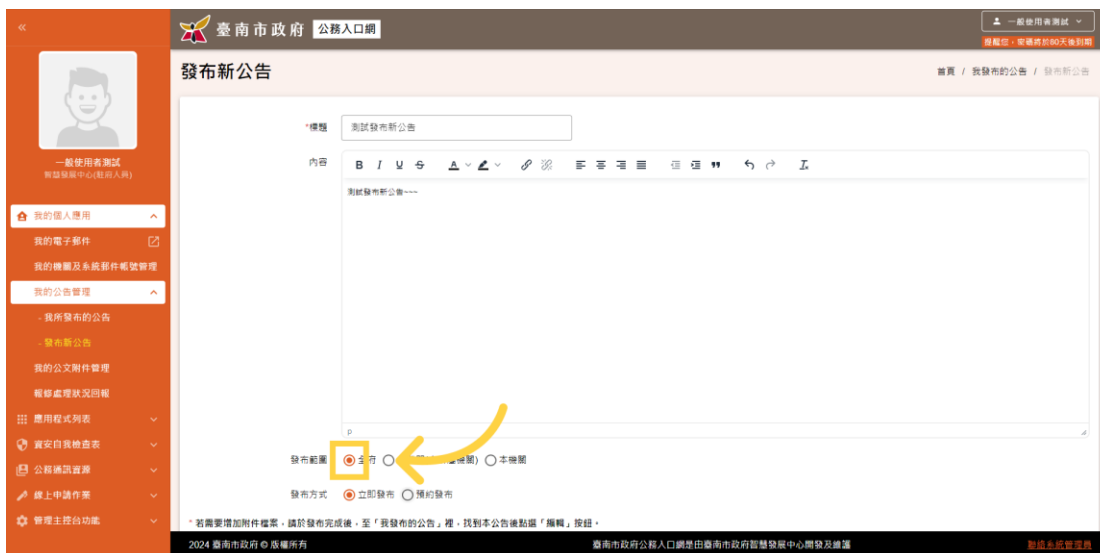 臺南市政府 公務入口網
一般使用者測試
提醒您，密碼將於60天後到期
發布新公告
首頁 / 我發布的公告 / 發布新公告
一般使用者測試
智慧發展中心(駐府人員)
我的個人應用
我的電子郵件
我的機關及系統郵件帳號管理
我的公告管理
- 我所發布的公告
- 發布新公告
我的公文附件管理
報修處理狀況回報
應用程式列表
資安自我檢查表
公務通訊資源
線上申請作業
管理主控台功能
*標題
測試發布新公告
內容
B I U S A
測試發布新公告~~~
p
發布範圍 全府 機關) 本機關
發布方式 立即發布 預約發布
* 若需要增加附件檔案，請於發布完成後，至「我發布的公告」裡，找到本公告後點選「編輯」按鈕。
2024 臺南市政府 © 版權所有
臺南市政府公務入口網是由臺南市政府智慧發展中心開發及維護
聯絡系統管理員